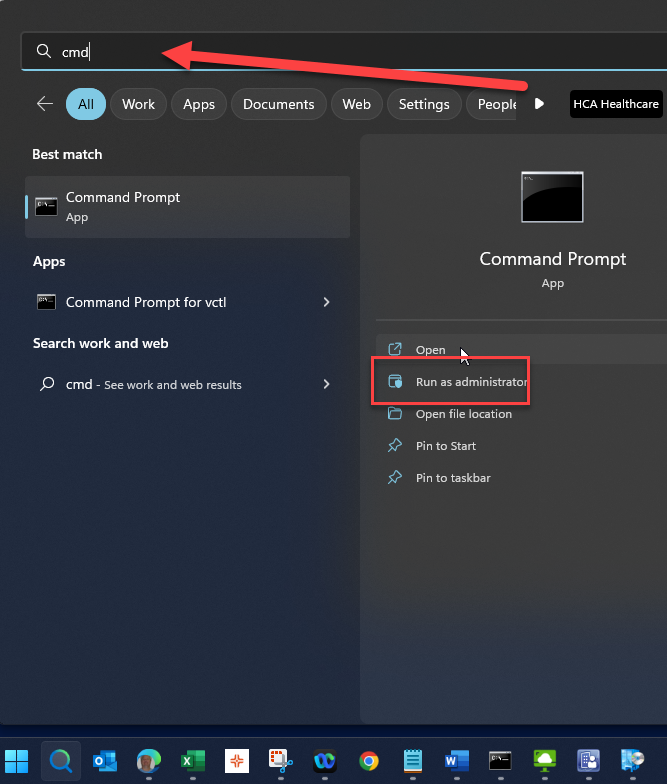 cmd
All
Work
Apps
Documents
Web
Settings
People
HCA Healthcare
Best match
Command Prompt
App
Apps
Command Prompt for vctl
Search work and web
cmd - See work and web results
Command Prompt
App
Open
Run as administrator
Open file location
Pin to Start
Pin to taskbar